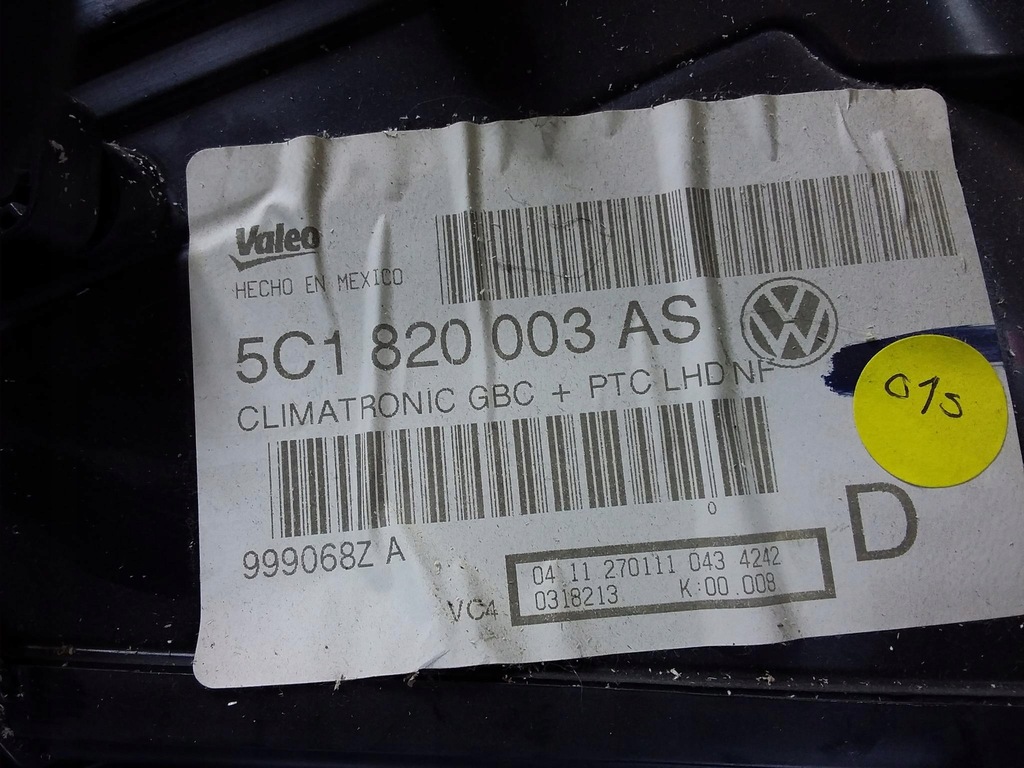 Valeo
HECHO EN MEXICO
5C1 820 003 AS
CLIMATRONIC GBC + PTC LHD NF
0
999068Z A
D
VC4
04 11 270111 043 4242
0318213 K:00.008